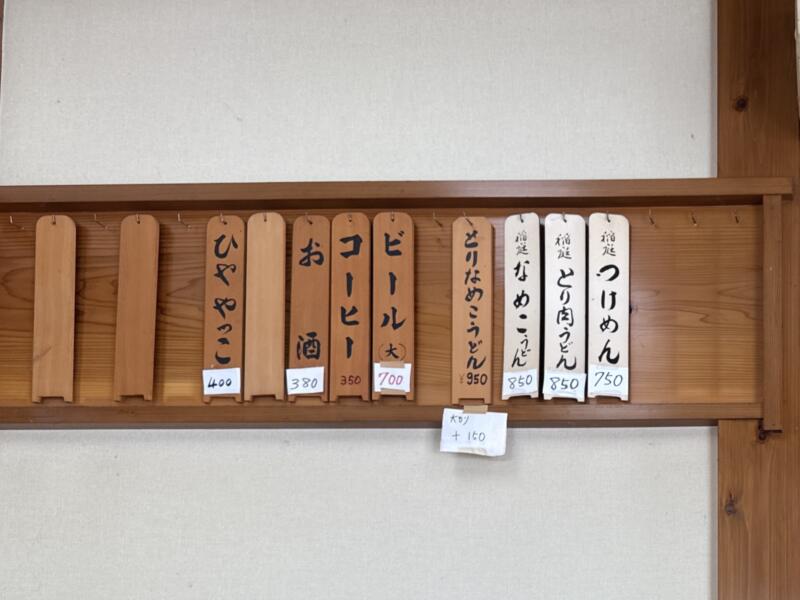 稲庭 つけめん
750
稲庭 とり肉うどん
850
稲庭 なめこうどん
850
とりなめこうどん
¥950
大盛り
+150
ビール(大)
700
コーヒー
350
お酒
380
ひややっこ
400